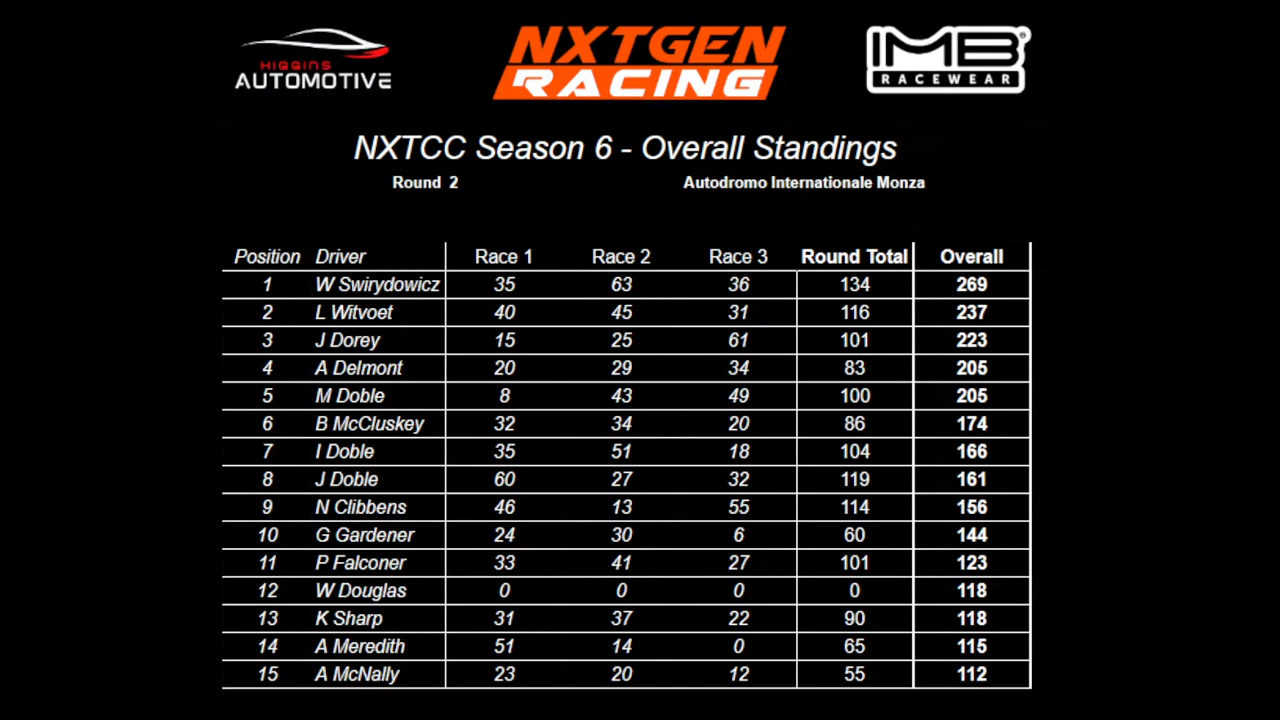 HIGGINS
AUTOMOTIVE
NXTGEN
RACING
IMB®
RACEWEAR
NXTCC Season 6 - Overall Standings
Round 2 Autodromo Internationale Monza
Position Driver Race 1 Race 2 Race 3 Round Total Overall
1 W Swirydowicz 35 63 36 134 269
2 L Witvoet 40 45 31 116 237
3 J Dorey 15 25 61 101 223
4 A Delmont 20 29 34 83 205
5 M Doble 8 43 49 100 205
6 B McCluskey 32 34 20 86 174
7 I Doble 35 51 18 104 166
8 J Doble 60 27 32 119 161
9 N Clibbens 46 13 55 114 156
10 G Gardener 24 30 6 60 144
11 P Falconer 33 41 27 101 123
12 W Douglas 0 0 0 0 118
13 K Sharp 31 37 22 90 118
14 A Meredith 51 14 0 65 115
15 A McNally 23 20 12 55 112